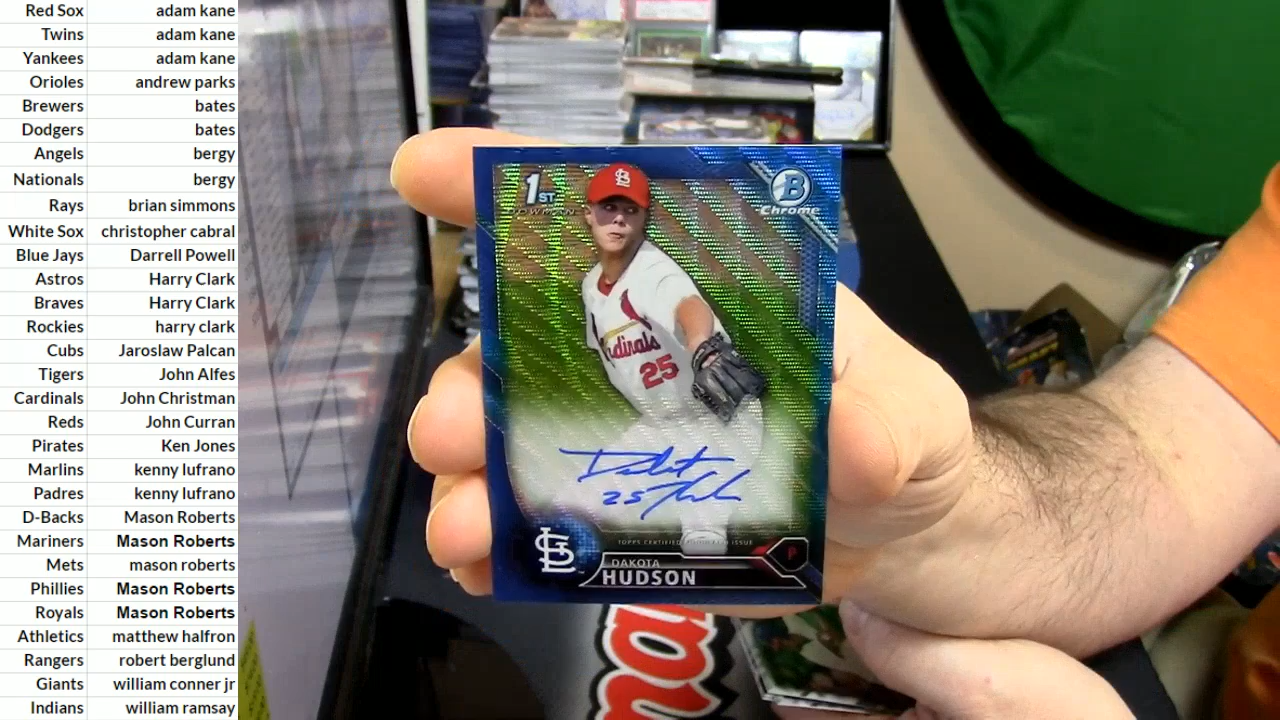 Red Sox adam kane
Twins adam kane
Yankees adam kane
Orioles andrew parks
Brewers bates
Dodgers bates
Angels bergy
Nationals bergy
Rays brian simmons
White Sox christopher cabral
Blue Jays Darrell Powell
Astros Harry Clark
Braves Harry Clark
Rockies harry clark
Cubs Jaroslaw Palcan
Tigers John Alfes
Cardinals John Christman
Reds John Curran
Pirates Ken Jones
Marlins kenny lufrano
Padres kenny lufrano
D-Backs Mason Roberts
Mariners Mason Roberts
Mets mason roberts
Phillies Mason Roberts
Royals Mason Roberts
Athletics matthew halfron
Rangers robert berglund
Giants william conner jr
Indians william ramsay
1ST
BOWMAN
B
Chrome
Cardinals
25
25
TOPPS CERTIFIED AUTOGRAPH ISSUE
DAKOTA
HUDSON
P